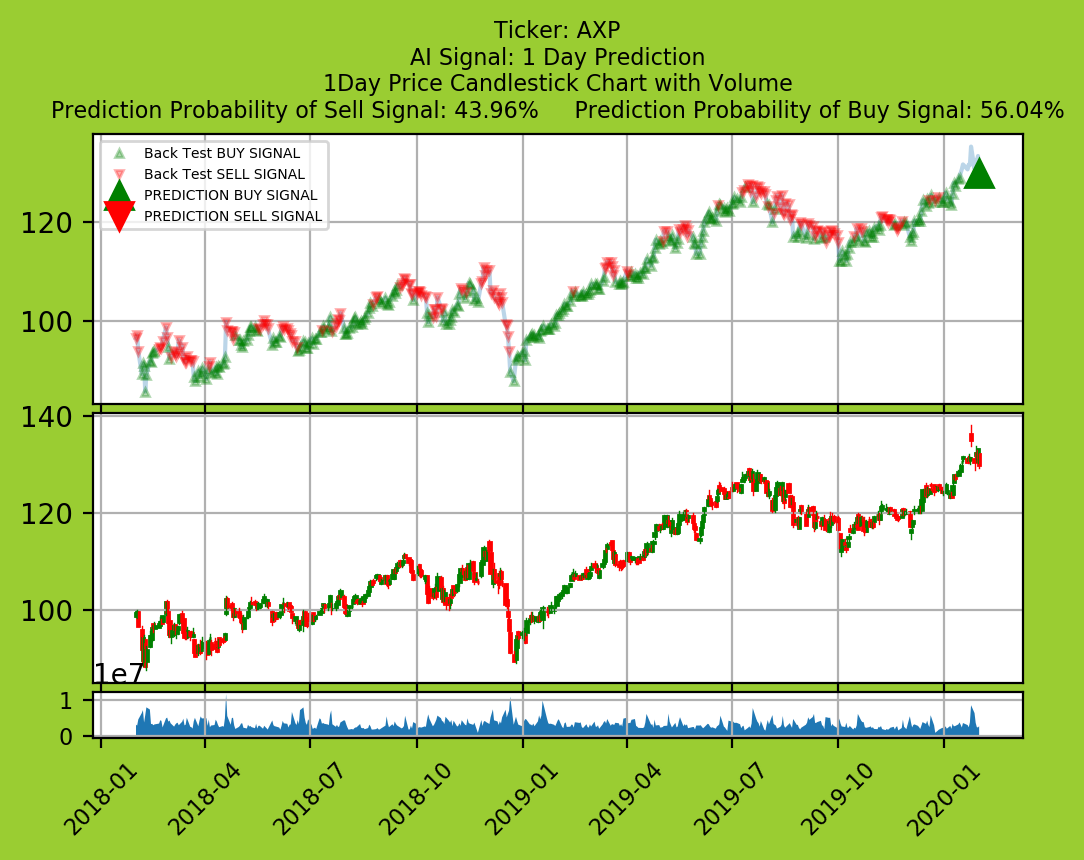 Ticker: AXP
AI Signal: 1 Day Prediction
1Day Price Candlestick Chart with Volume
Prediction Probability of Sell Signal: 43.96% Prediction Probability of Buy Signal: 56.04%
Back Test BUY SIGNAL
Back Test SELL SIGNAL
PREDICTION BUY SIGNAL
PREDICTION SELL SIGNAL
120
100
140
120
100
1e7
1
0
2018-01 2018-04 2018-07 2018-10 2019-01 2019-04 2019-07 2019-10 2020-01